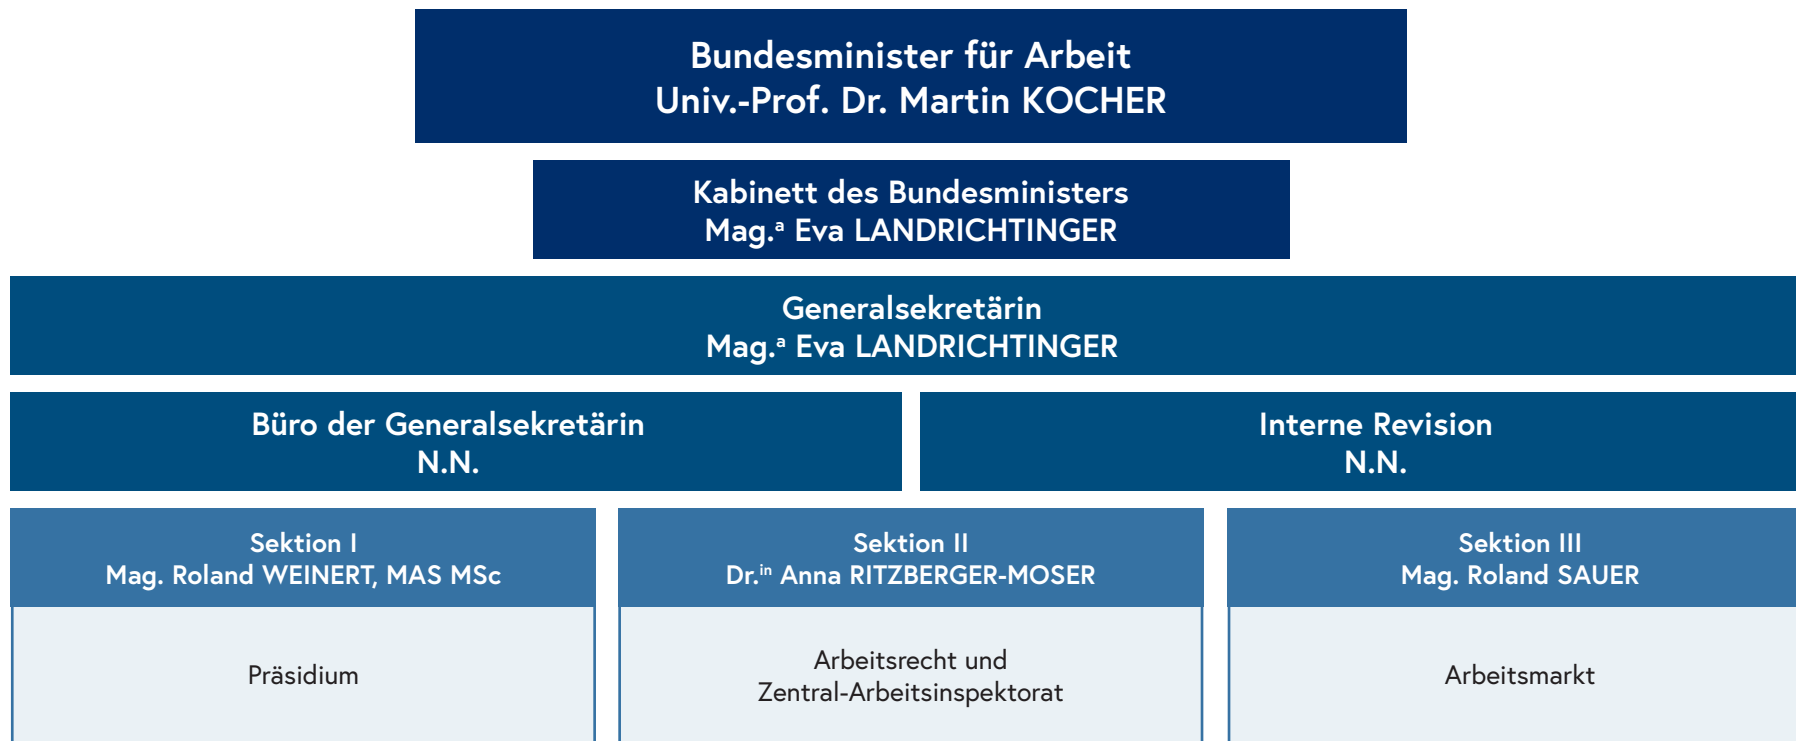 Bundesminister für Arbeit
Univ.-Prof. Dr. Martin KOCHER
Kabinett des Bundesministers
Mag.ª Eva LANDRICHTINGER
Generalsekretärin
Mag.ª Eva LANDRICHTINGER
Büro der Generalsekretärin
N.N.
Interne Revision
N.N.
Sektion I
Mag. Roland WEINERT, MAS MSc
Präsidium
Sektion II
Dr.ⁱⁿ Anna RITZBERGER-MOSER
Arbeitsrecht und
Zentral-Arbeitsinspektorat
Sektion III
Mag. Roland SAUER
Arbeitsmarkt